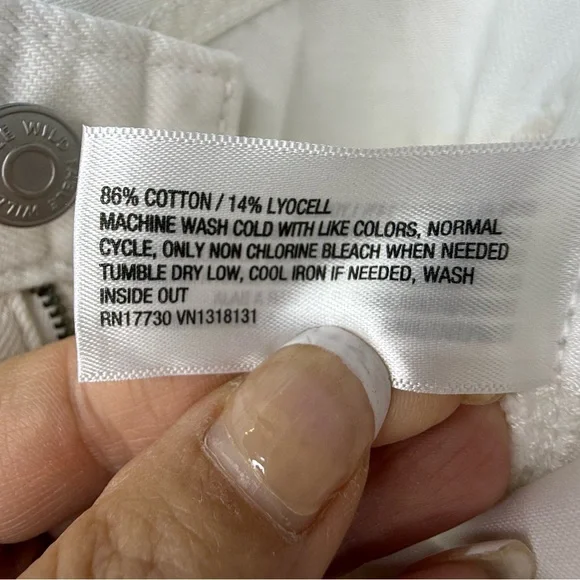 WILD
86% COTTON / 14% LYOCELL
MACHINE WASH COLD WITH LIKE COLORS, NORMAL
CYCLE, ONLY NON CHLORINE BLEACH WHEN NEEDED
TUMBLE DRY LOW, COOL IRON IF NEEDED, WASH
INSIDE OUT
RN17730 VN1318131